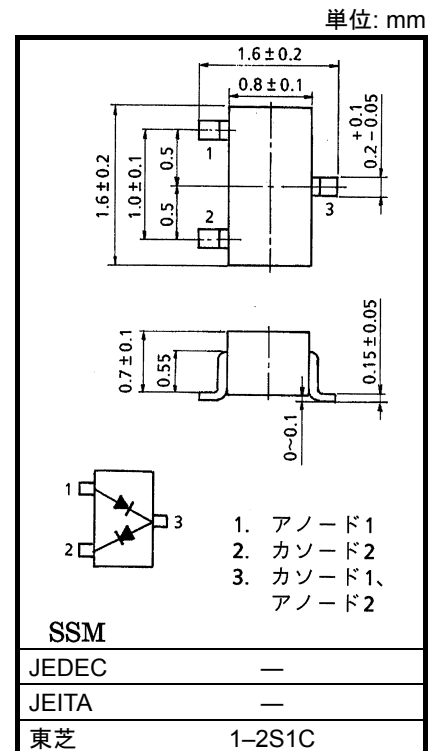 単位: mm
1.6±0.2
0.8±0.1
+0.1
0.2−0.05
1.6±0.2
1.0±0.1
0.5
0.5
1
2
3
0.7±0.1
0.55
0.15±0.05
0~0.1
1
2
3
1. アノード1
2. カソード2
3. カソード1、
アノード2
SSM
JEDEC —
JEITA —
東芝 1–2S1C